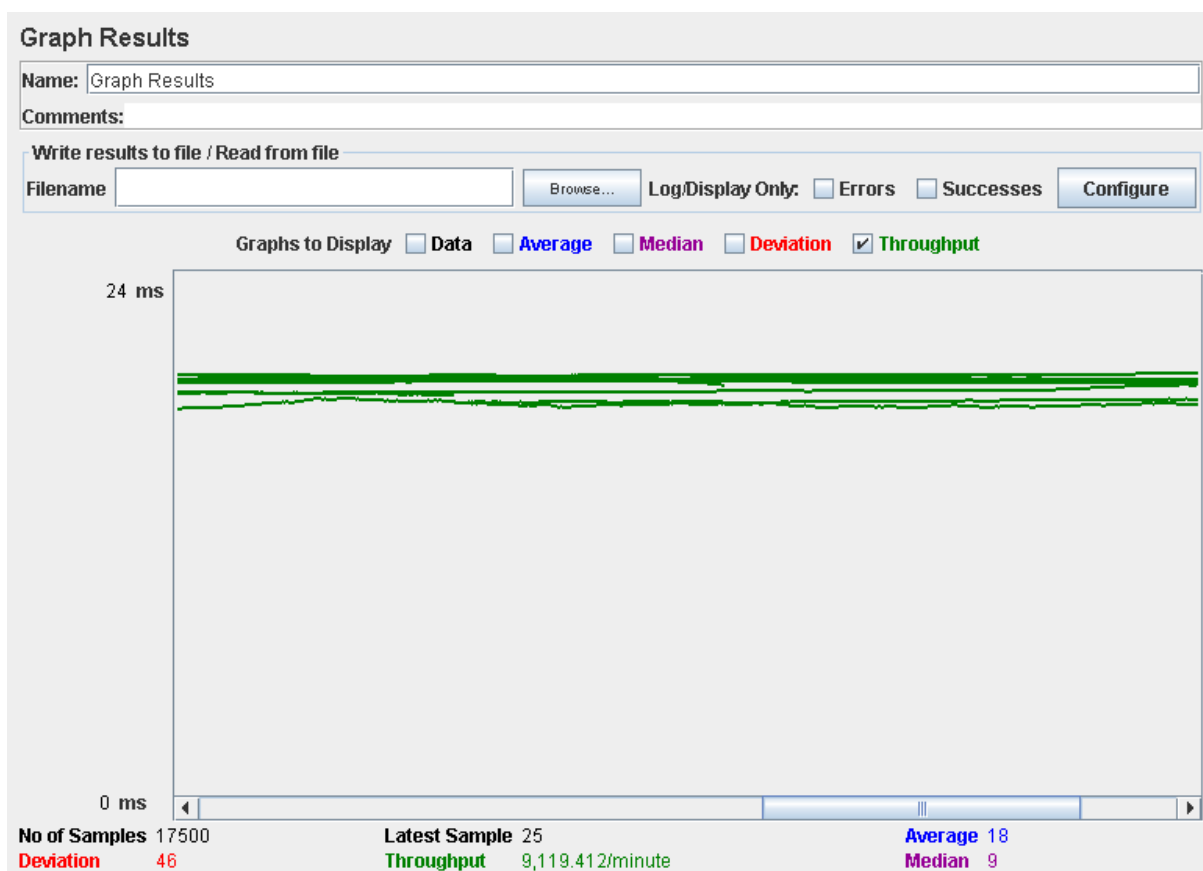 Graph Results
Name: Graph Results
Comments:
Write results to file / Read from file
Filename Browse... Log/Display Only: Errors Successes Configure
Graphs to Display Data Average Median Deviation Throughput
24 ms
0 ms
No of Samples 17500 Latest Sample 25 Average 18
Deviation 46 Throughput 9,119.412/minute Median 9